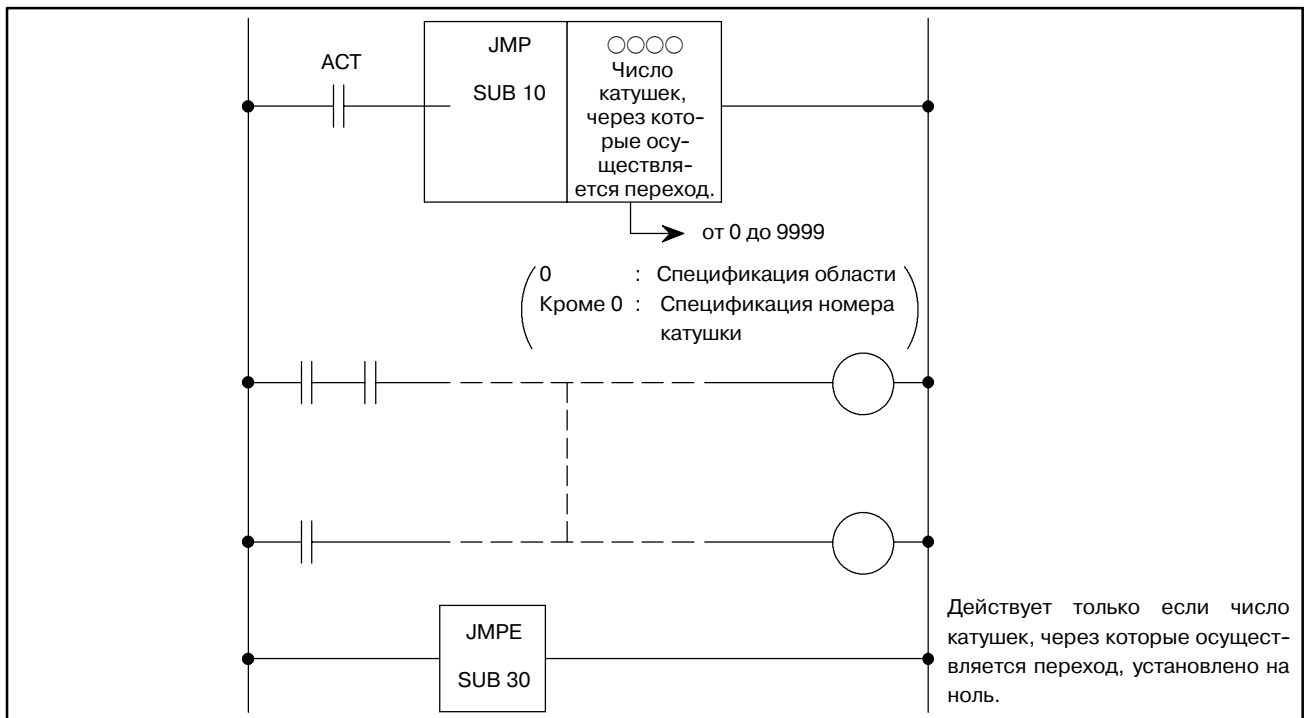 ACT
JMP
SUB 10
○○○○
Число
катушек,
через кото-
рые осу-
ществля-
ется переход.
от 0 до 9999
0 : Спецификация области
Кроме 0 : Спецификация номера
катушки
JMPE
SUB 30
Действует только если число
катушек, через которые осущест-
вляется переход, установлено на
ноль.